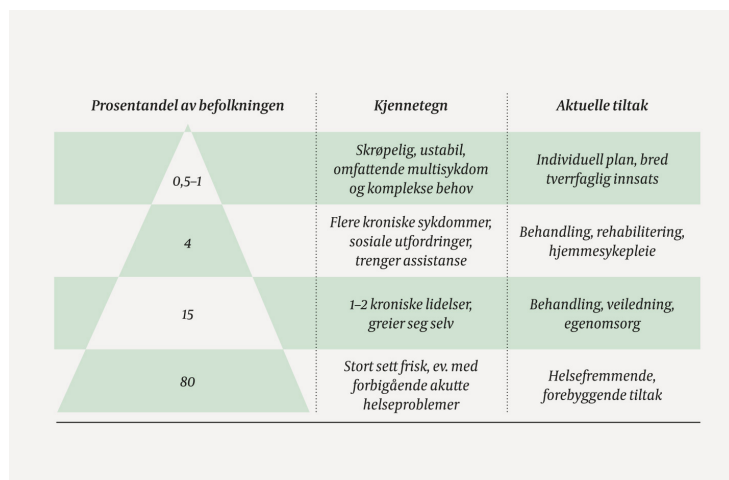 Prosentandel av befolkningen
Kjennetegn
Aktuelle tiltak
0,5–1
Skrøpelig, ustabil,
omfattende multisykdom
og komplekse behov
Individuell plan, bred
tverrfaglig innsats
4
Flere kroniske sykdommer,
sosiale utfordringer,
trenger assistanse
Behandling, rehabilitering,
hjemmesykepleie
15
1–2 kroniske lidelser,
greier seg selv
Behandling, veiledning,
egenomsorg
80
Stort sett frisk, ev. med
forbigående akutte
helseproblemer
Helsefremmende,
forebyggende tiltak